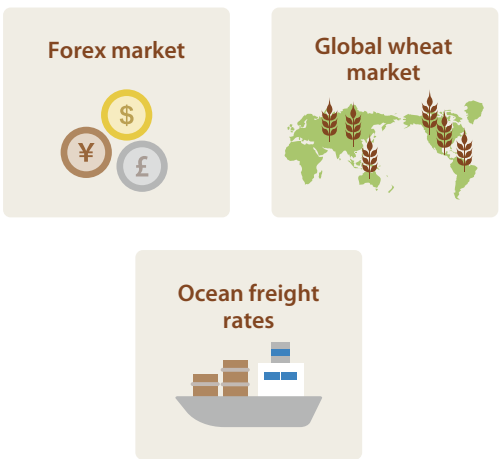 Forex market
Global wheat
market
$
¥
£
Ocean freight
rates